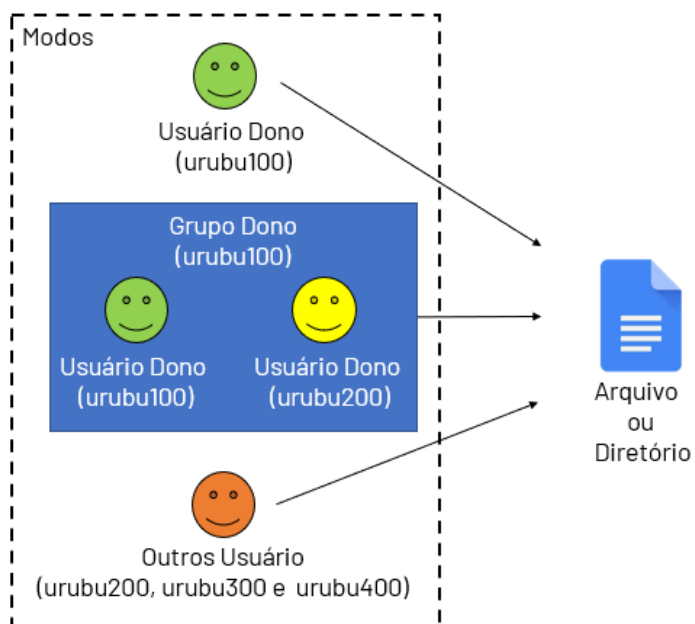 Modos
Usuário Dono
(urubu100)
Grupo Dono
(urubu100)
Usuário Dono
(urubu100)
Usuário Dono
(urubu200)
Outros Usuário
(urubu200, urubu300 e urubu400)
Arquivo
ou
Diretório